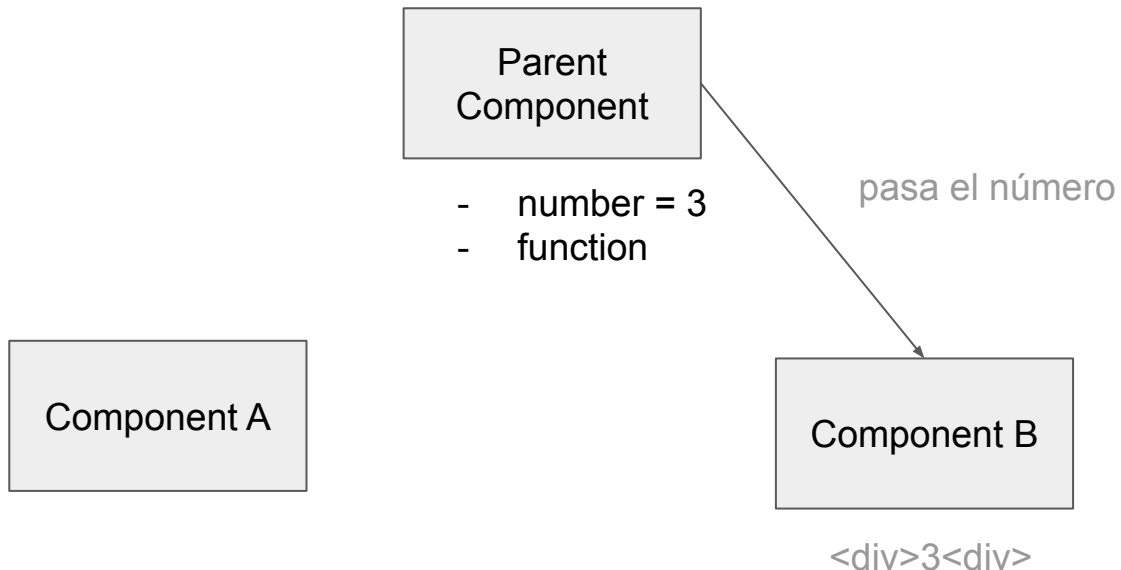 Parent
Component
pasa el número
- number = 3
- function
Component A
Component B
<div>3<div>